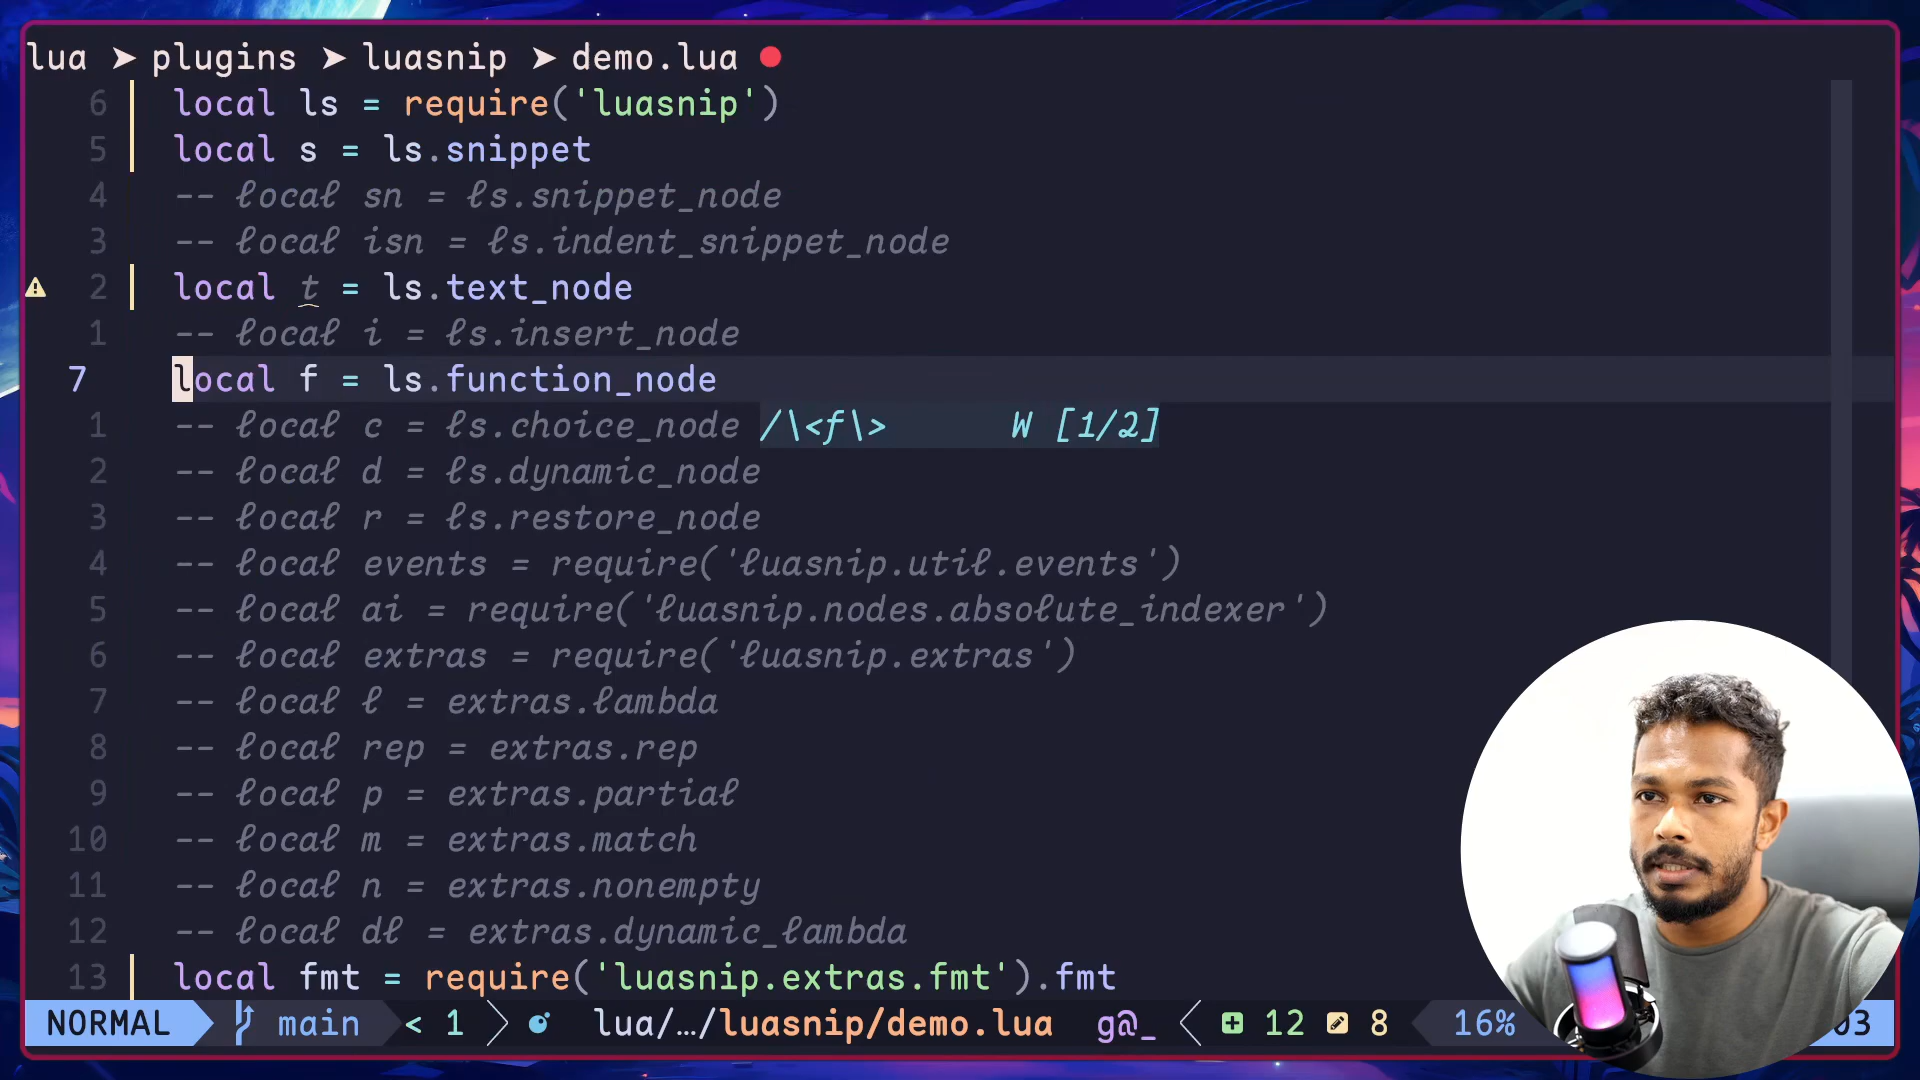 lua ➤ plugins ➤ luasnip ➤ demo.lua
6 local ls = require('luasnip')
5 local s = ls.snippet
4 -- local sn = ls.snippet_node
3 -- local isn = ls.indent_snippet_node
2 local t = ls.text_node
1 -- local i = ls.insert_node
7 local f = ls.function_node
1 -- local c = ls.choice_node /\<f\> W [1/2]
2 -- local d = ls.dynamic_node
3 -- local r = ls.restore_node
4 -- local events = require('luasnip.util.events')
5 -- local ai = require('luasnip.nodes.absolute_indexer')
6 -- local extras = require('luasnip.extras')
7 -- local l = extras.lambda
8 -- local rep = extras.rep
9 -- local p = extras.partial
10 -- local m = extras.match
11 -- local n = extras.nonempty
12 -- local dl = extras.dynamic_lambda
13 local fmt = require('luasnip.extras.fmt').fmt
NORMAL main < 1 lua/…/luasnip/demo.lua g@_ 12 8 16% 03